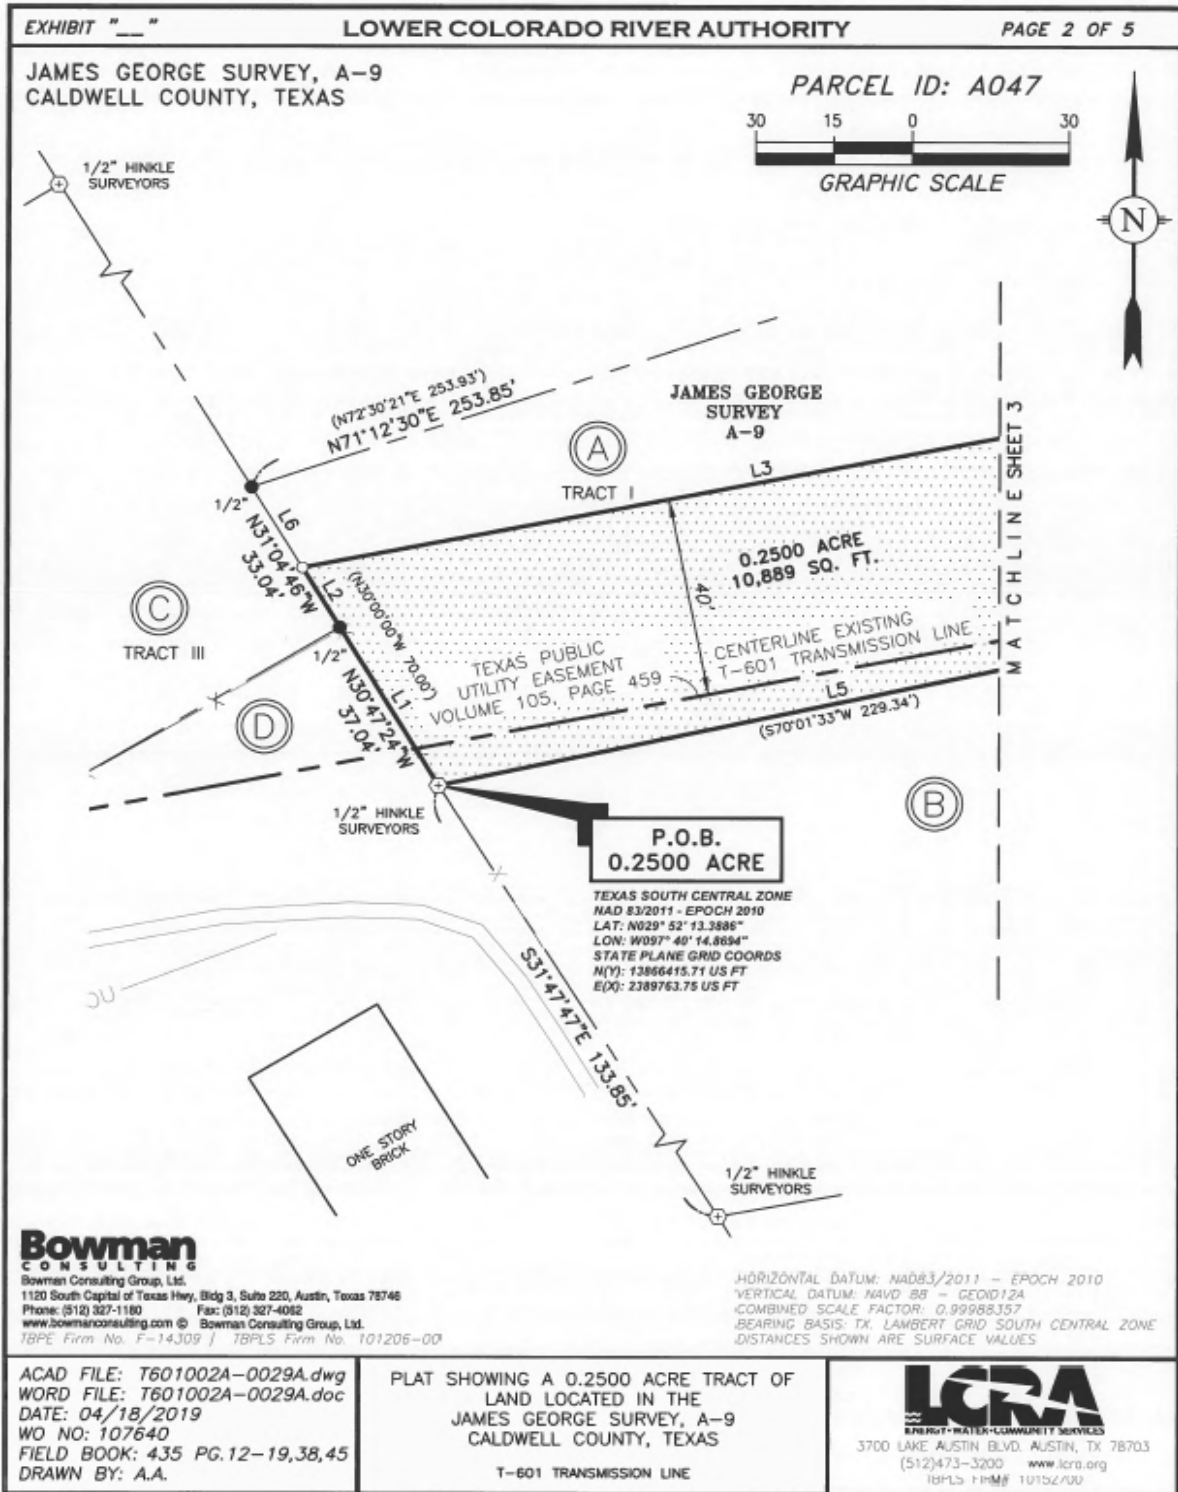 EXHIBIT "__"
LOWER COLORADO RIVER AUTHORITY
PAGE 2 OF 5
JAMES GEORGE SURVEY, A-9
CALDWELL COUNTY, TEXAS
PARCEL ID: A047
30 15 0 30
GRAPHIC SCALE
N
1/2" HINKLE
SURVEYORS
(N72°30'21"E 253.93')
N71°12'30"E 253.85'
JAMES GEORGE
SURVEY
A-9
A
TRACT I
L3
MATCHLINE SHEET 3
1/2"
L6
N31°04'46"W
33.04'
L2
(N30°00'00"W 70.00')
0.2500 ACRE
10,889 SQ. FT.
40'
C
TRACT III
1/2"
L1
N30°47'24"W
37.04'
TEXAS PUBLIC
UTILITY EASEMENT
VOLUME 105, PAGE 459
CENTERLINE EXISTING
T-601 TRANSMISSION LINE
L5
(S70°01'33"W 229.34')
D
B
1/2" HINKLE
SURVEYORS
P.O.B.
0.2500 ACRE
TEXAS SOUTH CENTRAL ZONE
NAD 83/2011 - EPOCH 2010
LAT: N029° 52' 13.3886"
LON: W097° 40' 14.8694"
STATE PLANE GRID COORDS
N(Y): 13866415.71 US FT
E(X): 2389763.75 US FT
OU
S31°47'47"E 133.85'
ONE STORY
BRICK
1/2" HINKLE
SURVEYORS
Bowman
CONSULTING
Bowman Consulting Group, Ltd.
1120 South Capital of Texas Hwy, Bldg 3, Suite 220, Austin, Texas 78746
Phone: (512) 327-1180 Fax: (512) 327-4062
www.bowmanconsulting.com © Bowman Consulting Group, Ltd.
TBPE Firm No. F-14309 | TBPLS Firm No. 101206-00
HORIZONTAL DATUM: NAD83/2011 - EPOCH 2010
VERTICAL DATUM: NAVD 88 - GEOID12A
COMBINED SCALE FACTOR: 0.99988357
BEARING BASIS: TX. LAMBERT GRID SOUTH CENTRAL ZONE
DISTANCES SHOWN ARE SURFACE VALUES
ACAD FILE: T601002A-0029A.dwg
WORD FILE: T601002A-0029A.doc
DATE: 04/18/2019
WO NO: 107640
FIELD BOOK: 435 PG.12-19,38,45
DRAWN BY: A.A.
PLAT SHOWING A 0.2500 ACRE TRACT OF
LAND LOCATED IN THE
JAMES GEORGE SURVEY, A-9
CALDWELL COUNTY, TEXAS
T-601 TRANSMISSION LINE
LCRA
ENERGY•WATER•COMMUNITY SERVICES
3700 LAKE AUSTIN BLVD. AUSTIN, TX 78703
(512)473-3200 www.lcra.org
TBPLS FIRM# 10152700